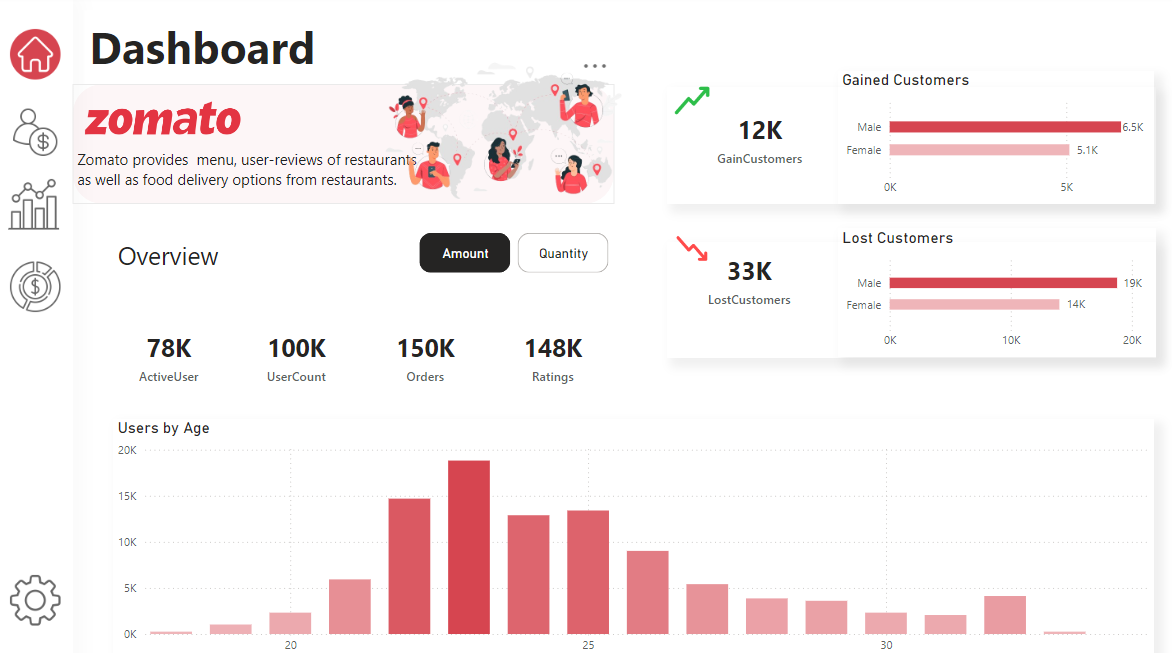 Dashboard
zomato
Zomato provides  menu, user-reviews of restaurants
as well as food delivery options from restaurants.
Overview
Amount
Quantity
78K
ActiveUser
100K
UserCount
150K
Orders
148K
Ratings
12K
GainCustomers
Gained Customers
Male
6.5K
Female
5.1K
0K
5K
33K
LostCustomers
Lost Customers
Male
19K
Female
14K
0K
10K
20K
Users by Age
20K
15K
10K
5K
0K
20
25
30